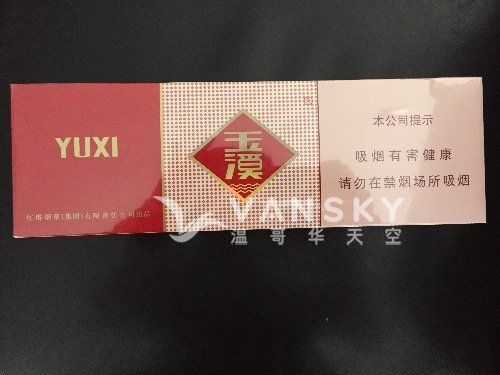 YUXI
红塔烟草(集团)有限责任公司出品
玉溪
本公司提示
吸烟有害健康
请勿在禁烟场所吸烟
VANSKY
温哥华天空